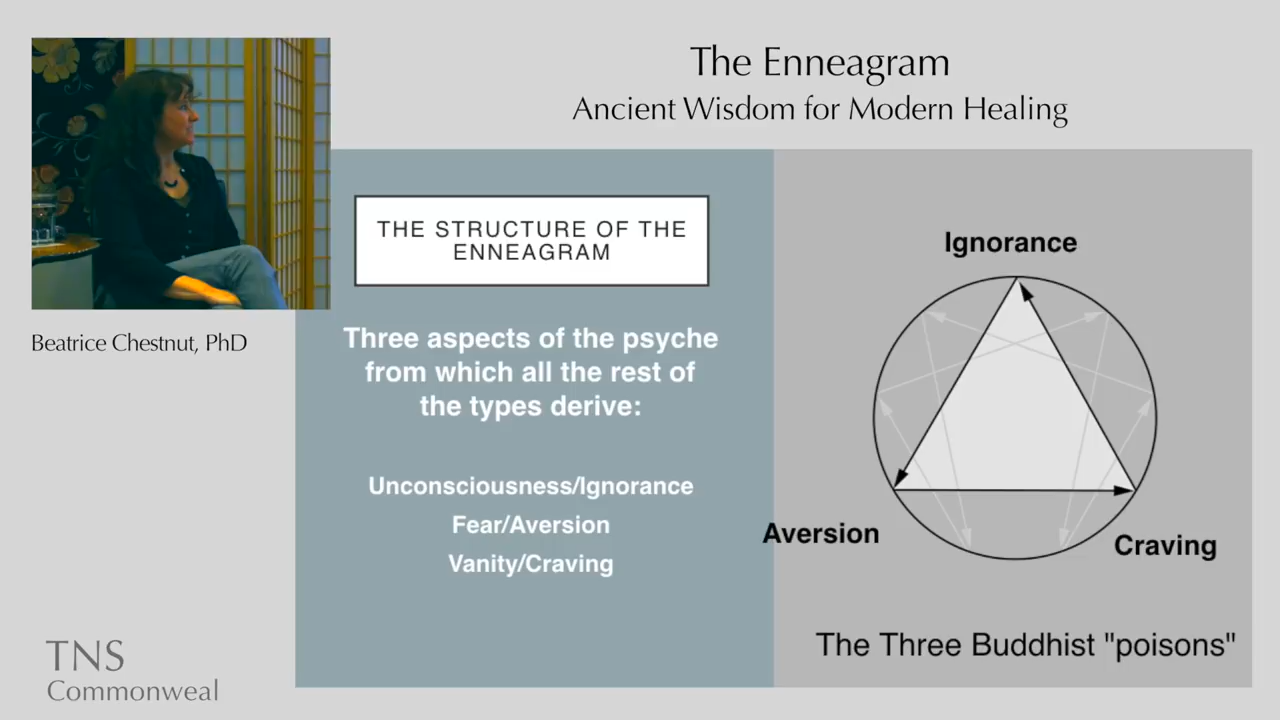 The Enneagram
Ancient Wisdom for Modern Healing
Beatrice Chestnut, PhD
THE STRUCTURE OF THE
ENNEAGRAM
Three aspects of the psyche
from which all the rest of
the types derive:
Unconsciousness/Ignorance
Fear/Aversion
Vanity/Craving
Ignorance
Aversion
Craving
The Three Buddhist "poisons"
TNS
Commonweal